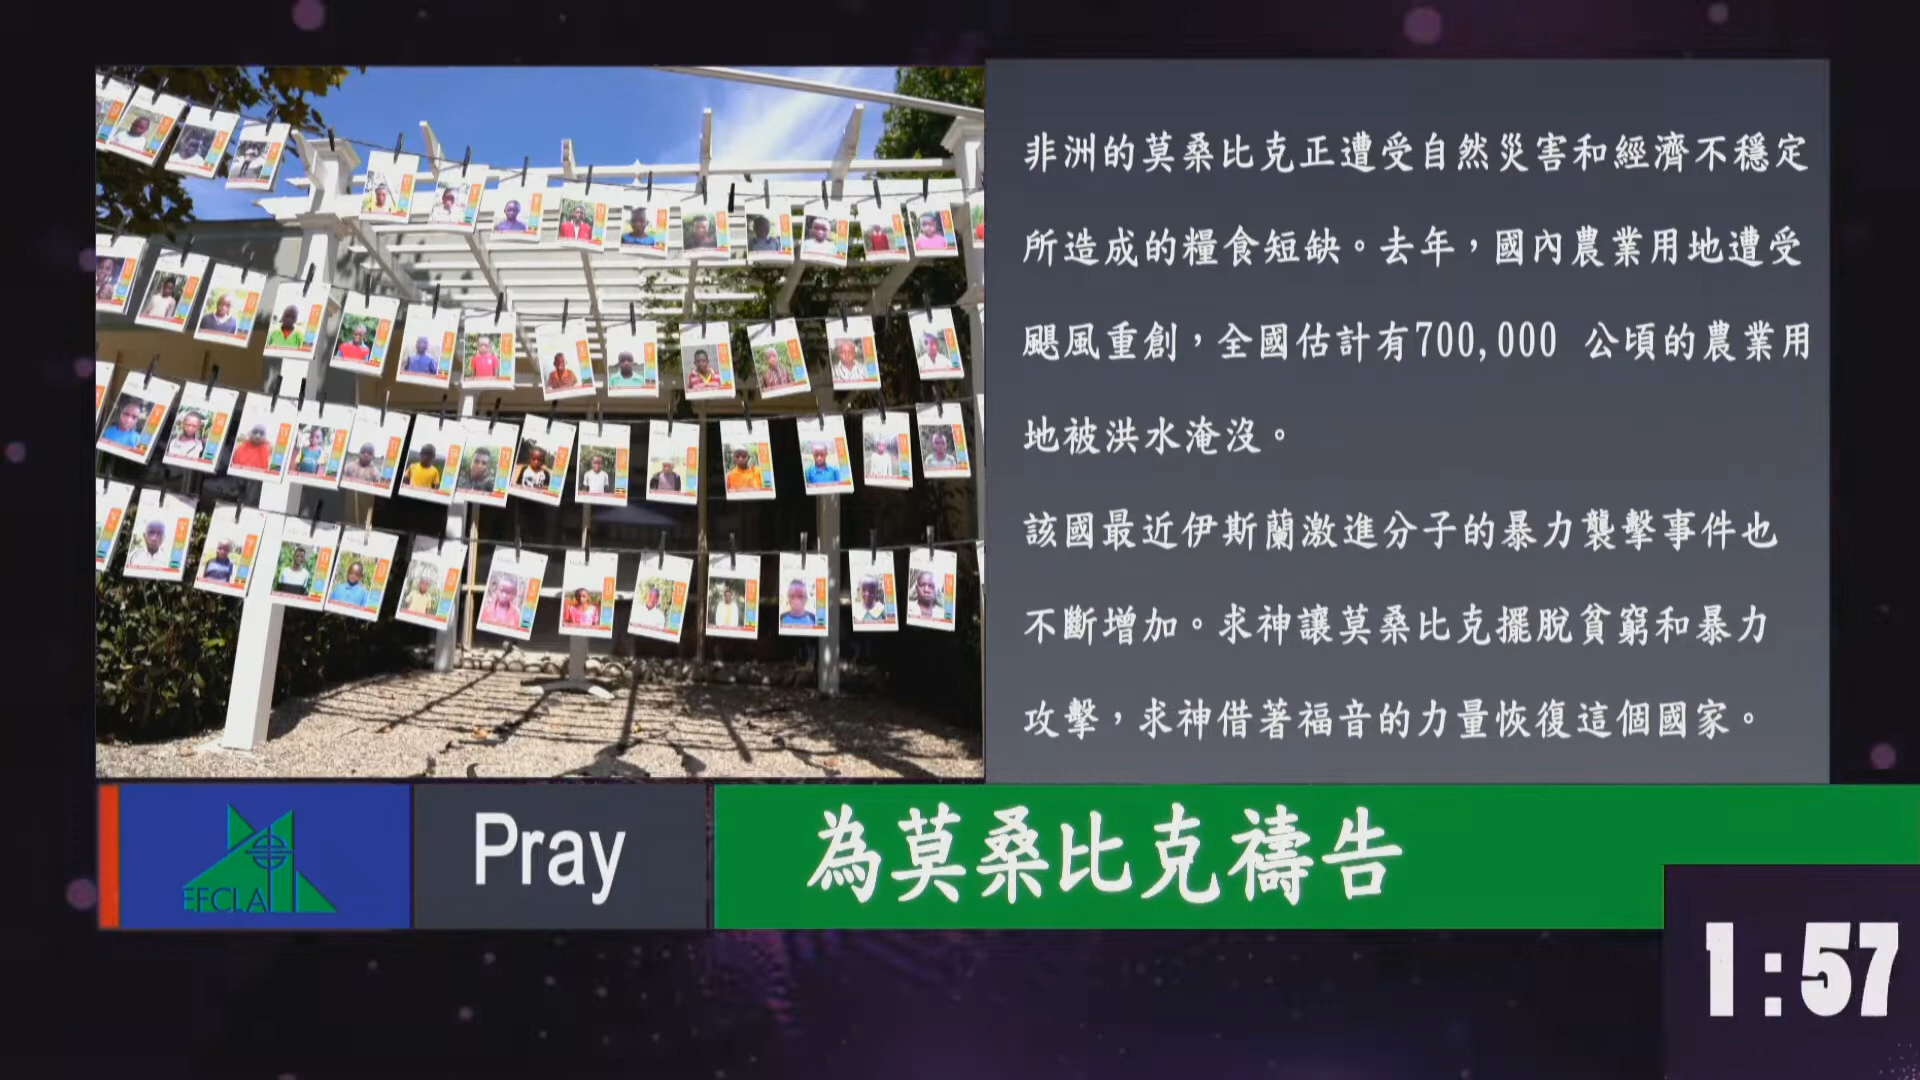 非洲的莫桑比克正遭受自然災害和經濟不穩定
所造成的糧食短缺。去年，國內農業用地遭受
颶風重創，全國估計有700,000 公頃的農業用
地被洪水淹沒。
該國最近伊斯蘭激進分子的暴力襲擊事件也
不斷增加。求神讓莫桑比克擺脫貧窮和暴力
攻擊，求神借著福音的力量恢復這個國家。
EFCLA
Pray
為莫桑比克禱告
1:57